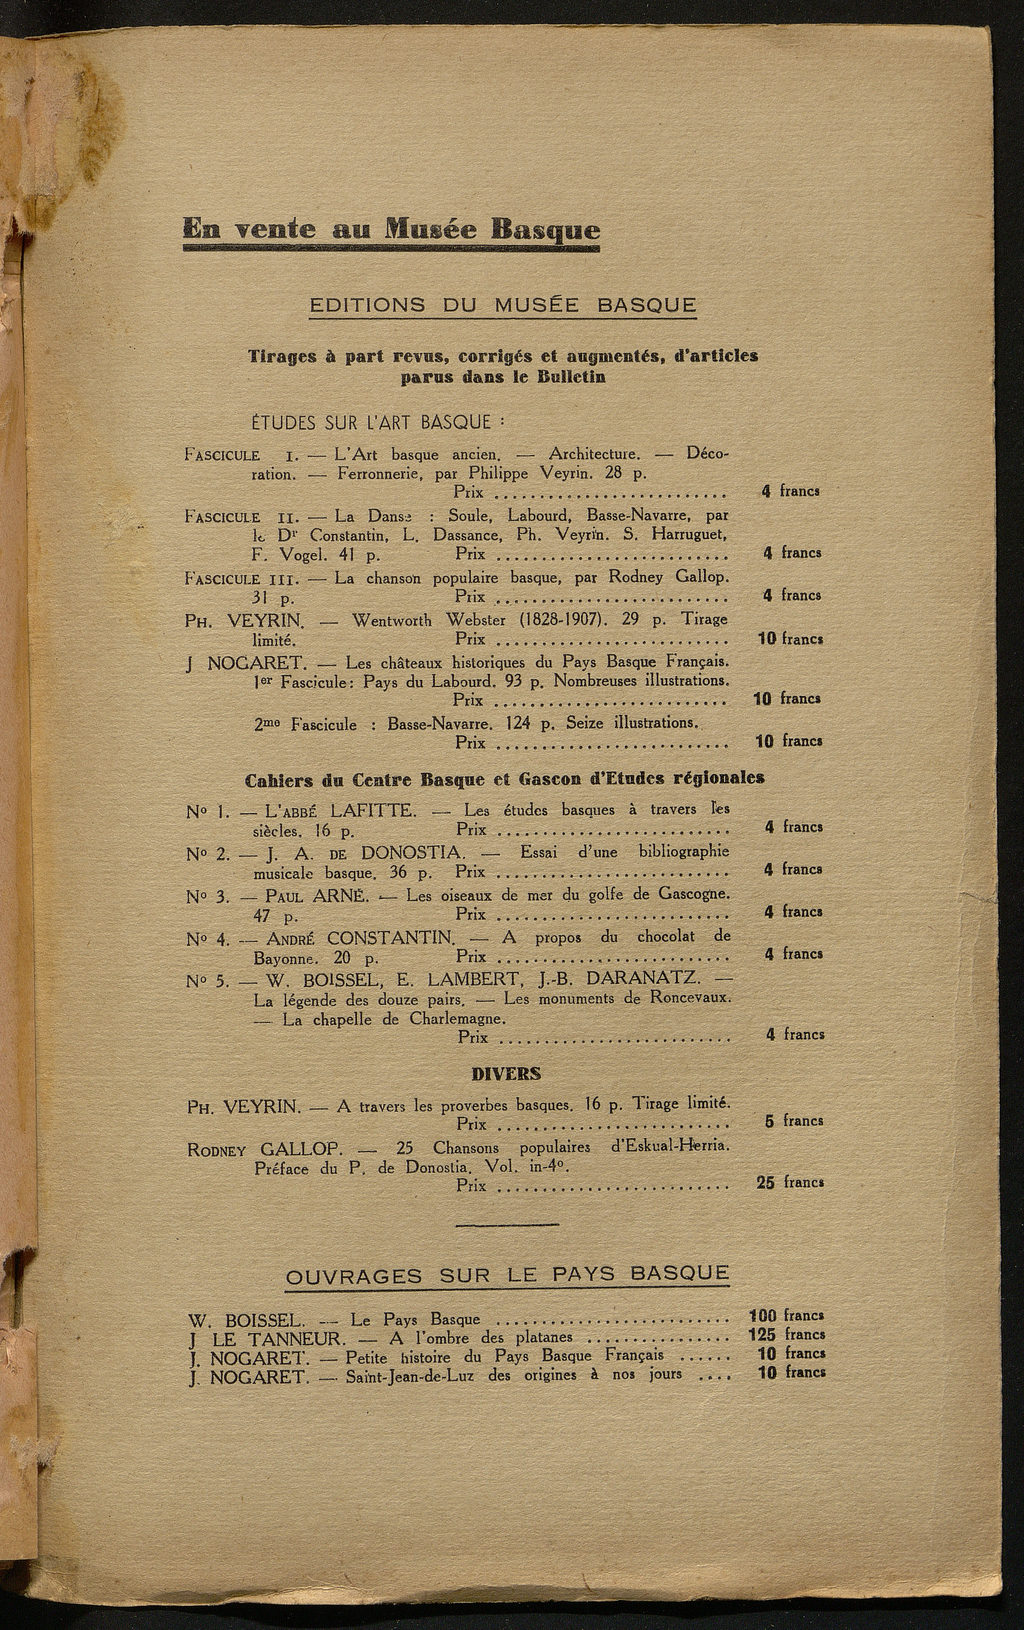 En vente au Musée Basque
EDITIONS DU MUSÉE BASQUE
Tirages à part revus, corrigés et augmentés, d'articles
parus dans le Bulletin
ÉTUDES SUR L'ART BASQUE :
FASCICULE I. — L'Art basque ancien. — Architecture. — Déco-
ration. — Ferronnerie, par Philippe Veyrin. 28 p.
Prix .......................... 4 francs
FASCICULE II. — La Danse : Soule, Labourd, Basse-Navarre, par
le Dr Constantin, L. Dassance, Ph. Veyrin. S. Harruguet,
F. Vogel. 41 p. Prix .......................... 4 francs
FASCICULE III. — La chanson populaire basque, par Rodney Gallop.
31 p. Prix .......................... 4 francs
PH. VEYRIN. — Wentworth Webster (1828-1907). 29 p. Tirage
limité. Prix .......................... 10 francs
J NOGARET. — Les châteaux historiques du Pays Basque Français.
1er Fascicule: Pays du Labourd. 93 p. Nombreuses illustrations.
Prix .......................... 10 francs
2me Fascicule : Basse-Navarre. 124 p. Seize illustrations.
Prix .......................... 10 francs
Cahiers du Centre Basque et Gascon d'Etudes régionales
No 1. — L'ABBÉ LAFITTE. — Les études basques à travers les
siècles. 16 p. Prix .......................... 4 francs
No 2. — J. A. DE DONOSTIA. — Essai d'une bibliographie
musicale basque. 36 p. Prix .......................... 4 francs
No 3. — PAUL ARNÉ. — Les oiseaux de mer du golfe de Gascogne.
47 p. Prix .......................... 4 francs
No 4. — ANDRÉ CONSTANTIN. — A propos du chocolat de
Bayonne. 20 p. Prix .......................... 4 francs
No 5. — W. BOISSEL, E. LAMBERT, J.-B. DARANATZ. —
La légende des douze pairs. — Les monuments de Roncevaux.
— La chapelle de Charlemagne.
Prix .......................... 4 francs
DIVERS
PH. VEYRIN. — A travers les proverbes basques. 16 p. Tirage limité.
Prix .......................... 5 francs
RODNEY GALLOP. — 25 Chansons populaires d'Eskual-Herria.
Préface du P. de Donostia. Vol. in-4o.
Prix .......................... 25 francs
OUVRAGES SUR LE PAYS BASQUE
W. BOISSEL. — Le Pays Basque .......................... 100 francs
J LE TANNEUR. — A l'ombre des platanes ................ 125 francs
J. NOGARET. — Petite histoire du Pays Basque Français ...... 10 francs
J. NOGARET. — Saint-Jean-de-Luz des origines à nos jours .... 10 francs